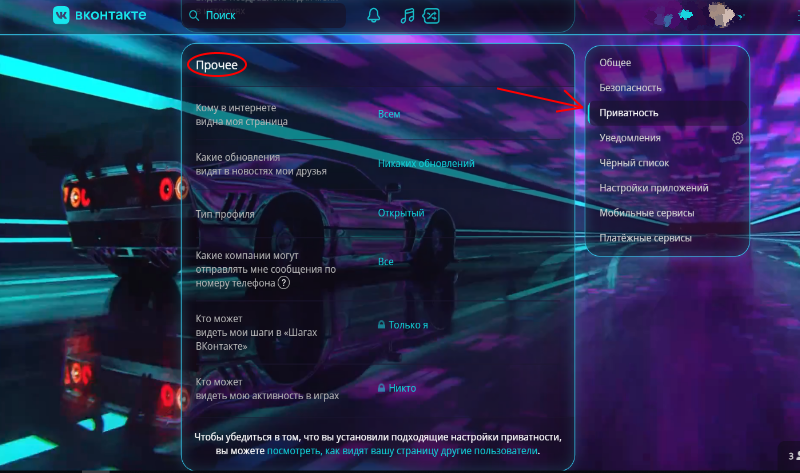 вконтакте
Поиск
Прочее
Кому в интернете
видна моя страница
Всем
Какие обновления
видят в новостях мои друзья
Никаких обновлений
Тип профиля
Открытый
Какие компании могут
отправлять мне сообщения по
номеру телефона ?
Все
Кто может
видеть мои шаги в «Шагах
ВКонтакте»
Только я
Кто может
видеть мою активность в играх
Никто
Чтобы убедиться в том, что вы установили подходящие настройки приватности,
вы можете посмотреть, как видят вашу страницу другие пользователи.
Общее
Безопасность
Приватность
Уведомления
Чёрный список
Настройки приложений
Мобильные сервисы
Платёжные сервисы
3